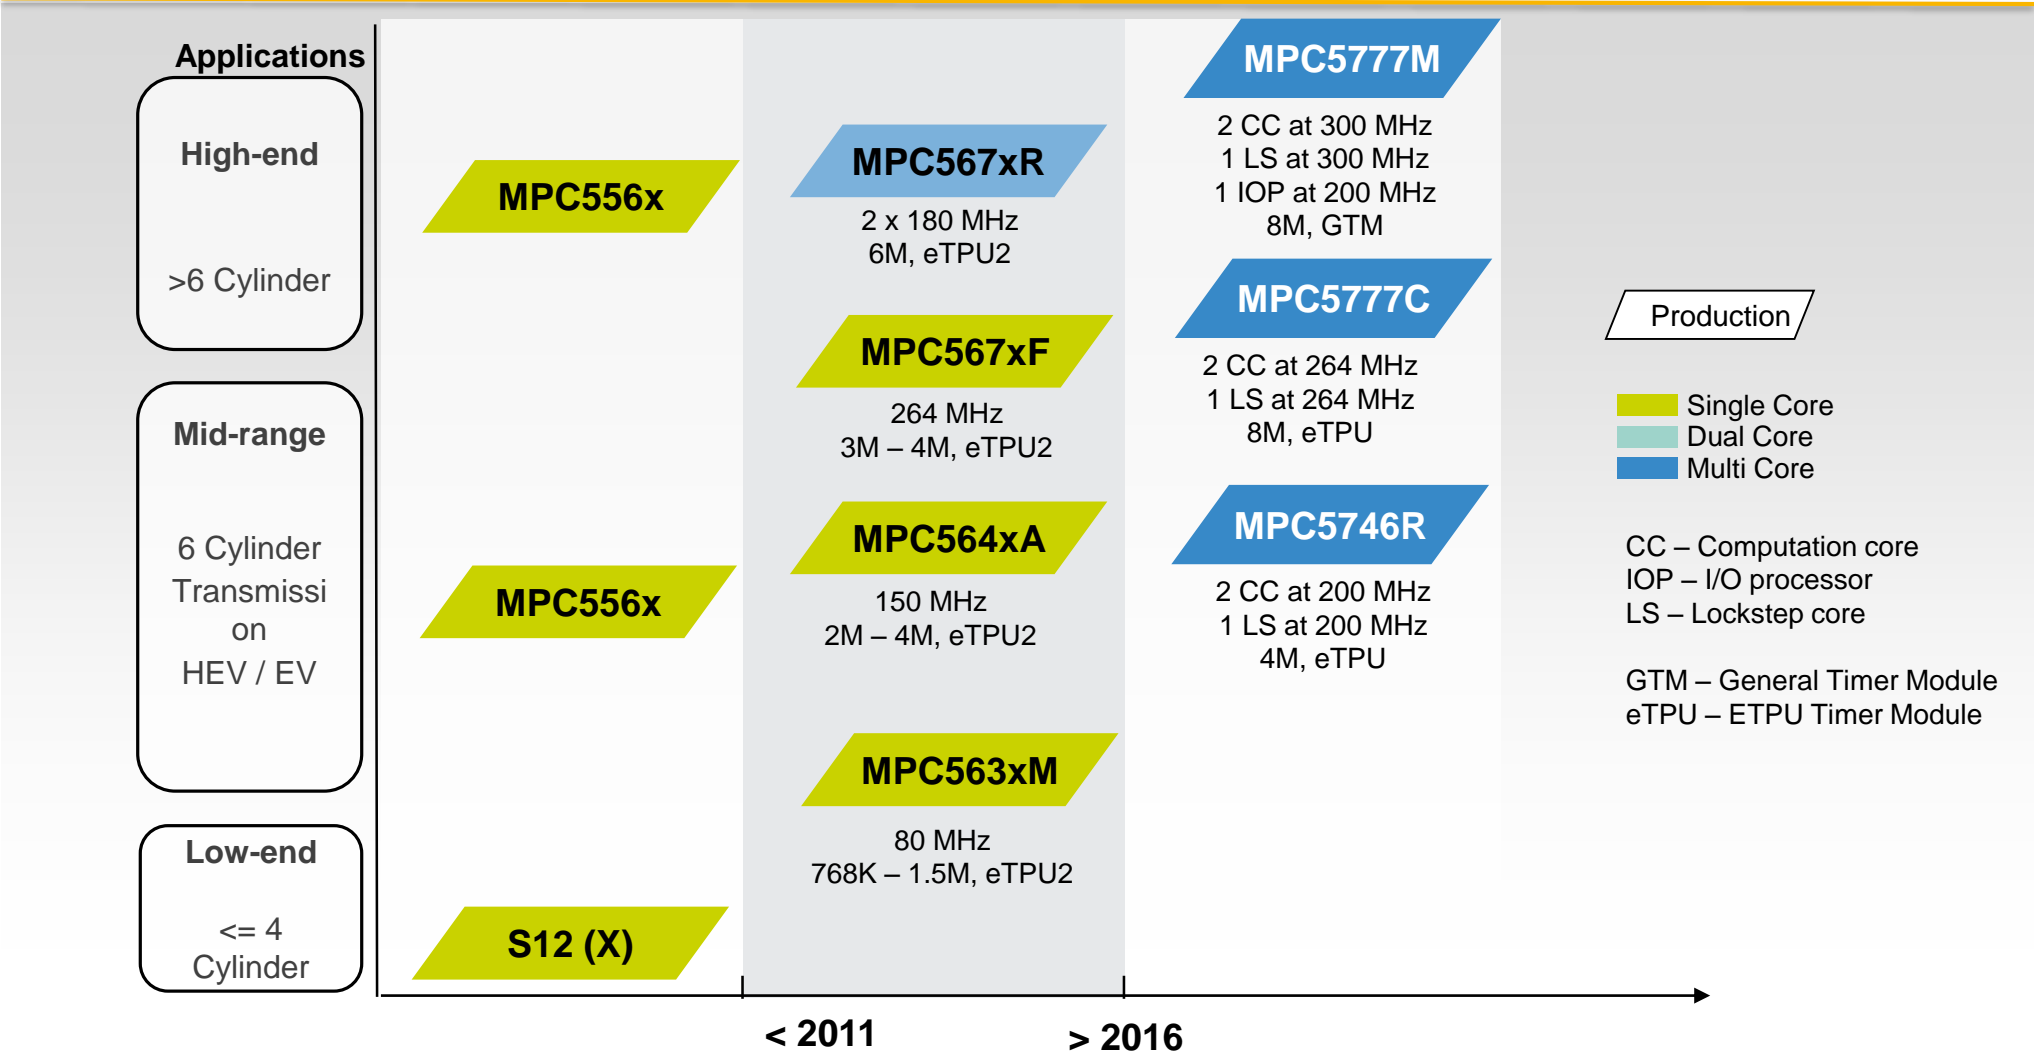 Applications
High-end
>6 Cylinder
Mid-range
6 Cylinder
Transmissi
on
HEV / EV
Low-end
<= 4
Cylinder
MPC556x
MPC556x
S12 (X)
MPC567xR
2 x 180 MHz
6M, eTPU2
MPC567xF
264 MHz
3M – 4M, eTPU2
MPC564xA
150 MHz
2M – 4M, eTPU2
MPC563xM
80 MHz
768K – 1.5M, eTPU2
MPC5777M
2 CC at 300 MHz
1 LS at 300 MHz
1 IOP at 200 MHz
8M, GTM
MPC5777C
2 CC at 264 MHz
1 LS at 264 MHz
8M, eTPU
MPC5746R
2 CC at 200 MHz
1 LS at 200 MHz
4M, eTPU
Production
Single Core
Dual Core
Multi Core
CC – Computation core
IOP – I/O processor
LS – Lockstep core
GTM – General Timer Module
eTPU – ETPU Timer Module
< 2011
> 2016